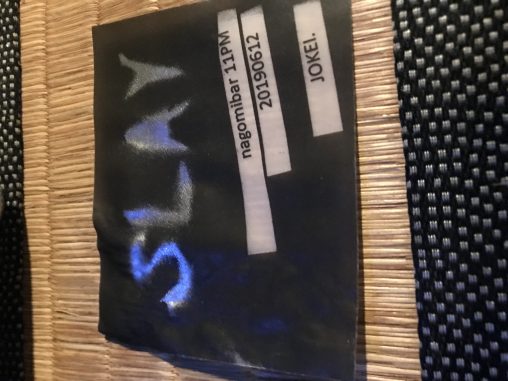 SLAY
nagomibar 11PM
20190612
JOKEI.